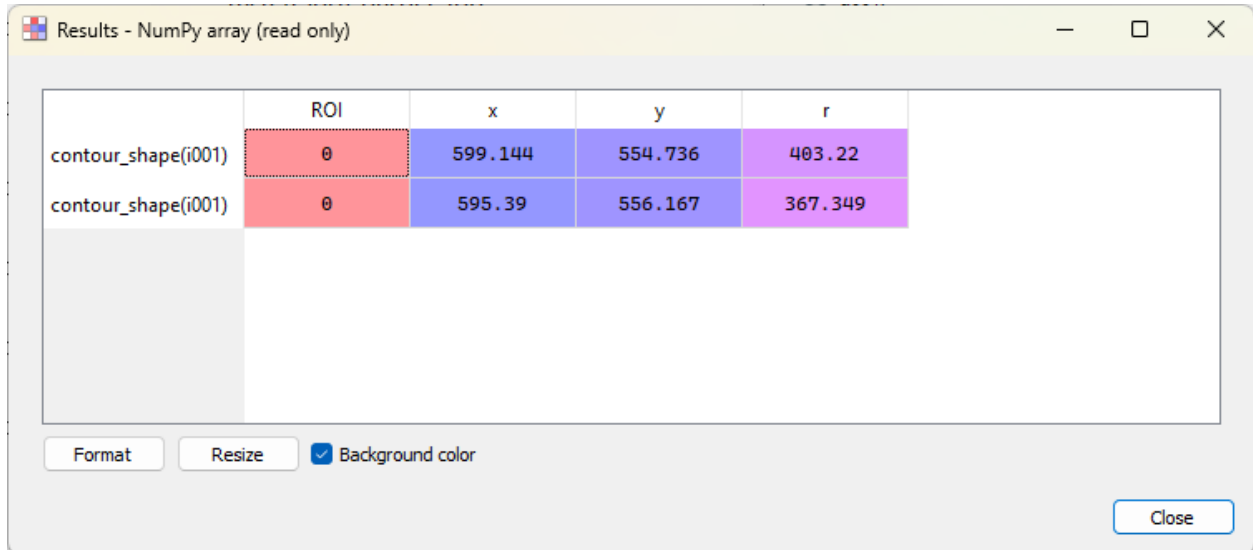 Results - NumPy array (read only)
ROI x y r
contour_shape(i001) 0 599.144 554.736 403.22
contour_shape(i001) 0 595.39 556.167 367.349
Format Resize Background color
Close